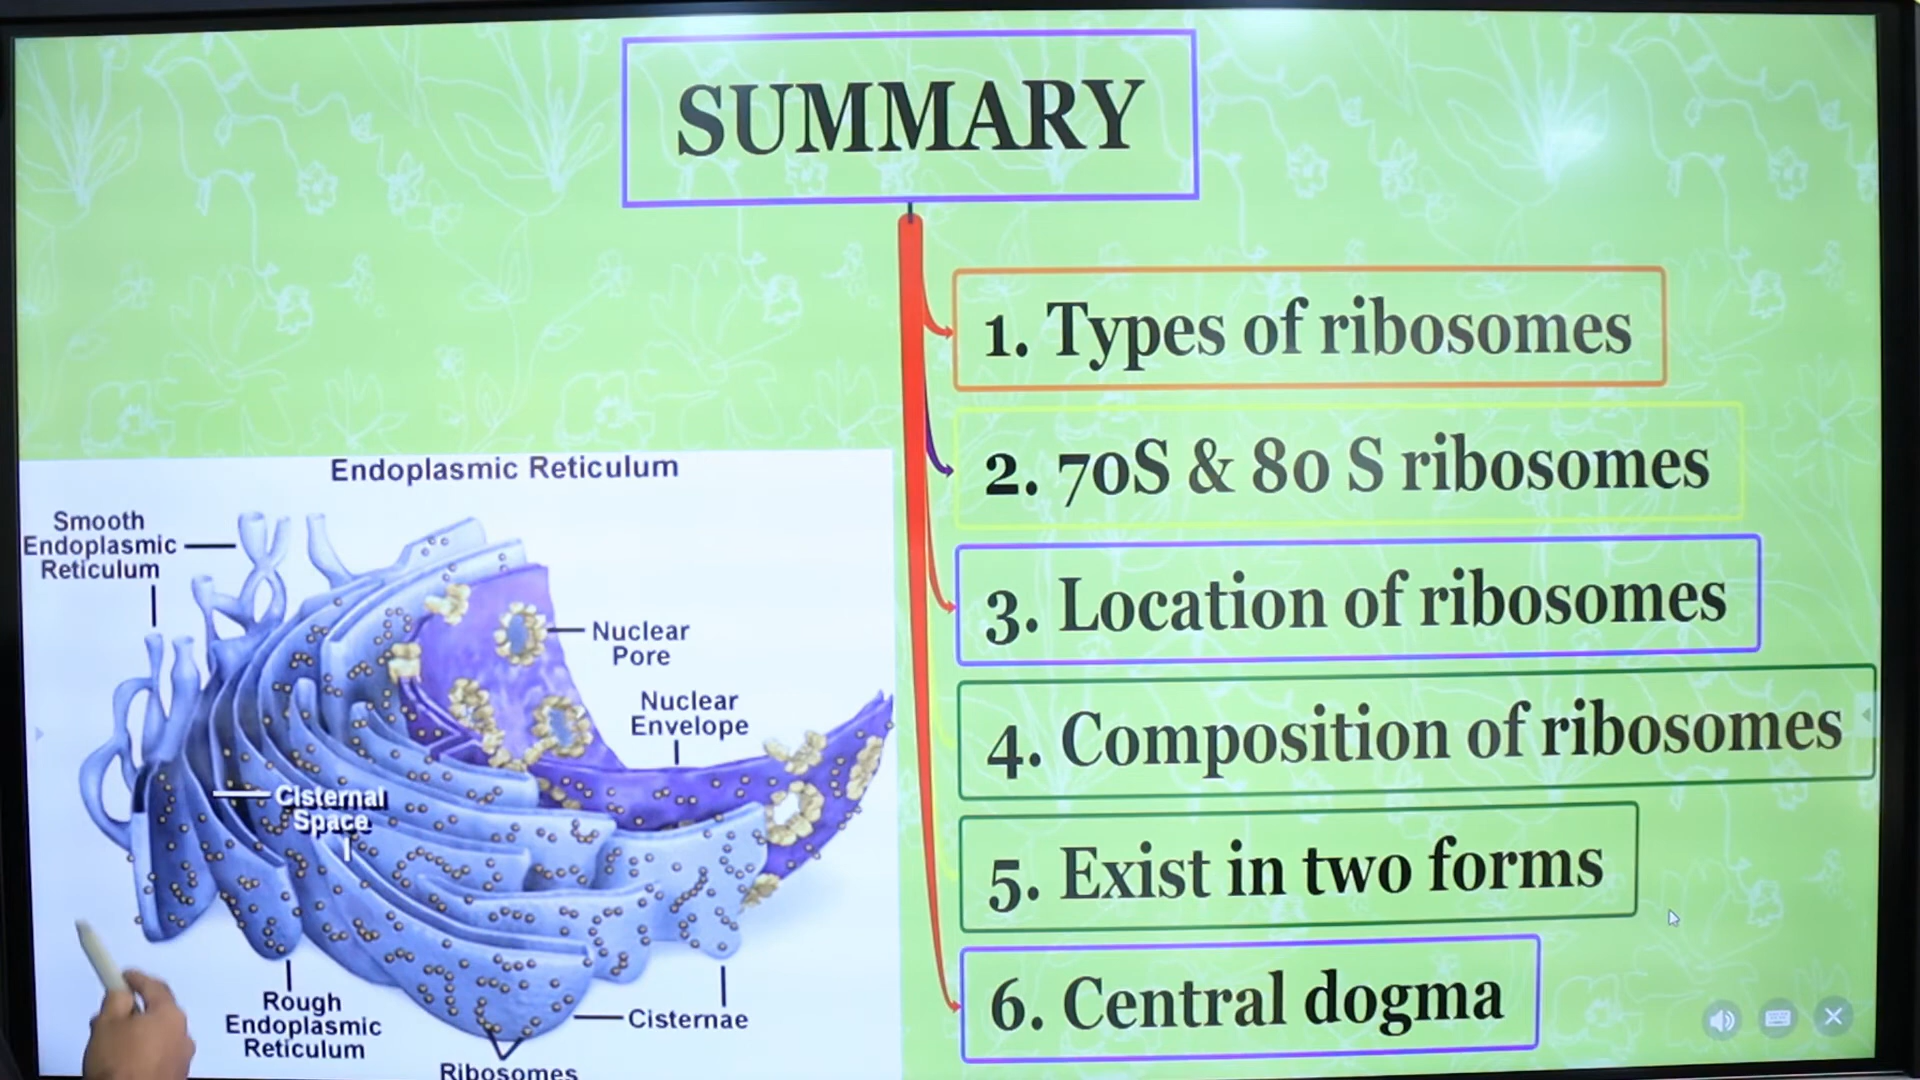 SUMMARY
1. Types of ribosomes
2. 70S & 80 S ribosomes
3. Location of ribosomes
4. Composition of ribosomes
5. Exist in two forms
6. Central dogma
Endoplasmic Reticulum
Smooth
Endoplasmic
Reticulum
Nuclear
Pore
Nuclear
Envelope
Cisternal
Space
Rough
Endoplasmic
Reticulum
Cisternae
Ribosomes